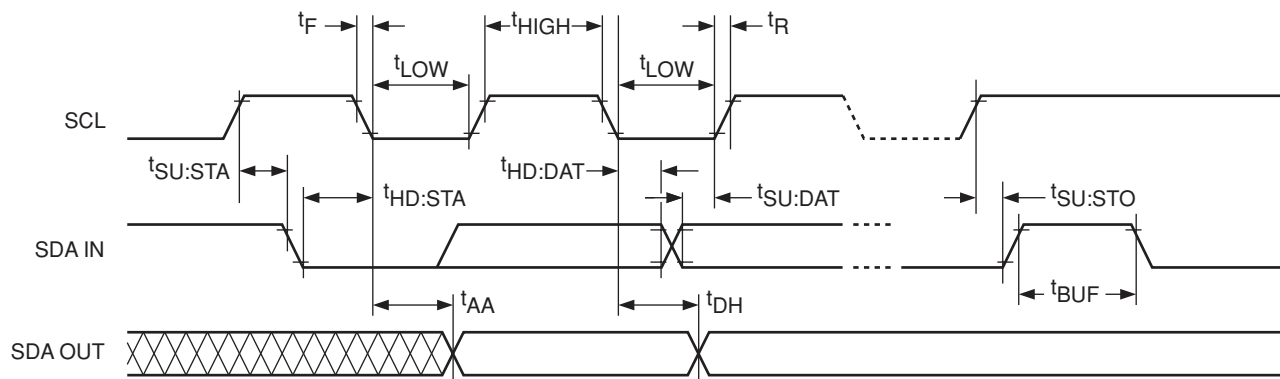 tF
tHIGH
tR
tLOW
tLOW
SCL
tSU:STA
tHD:STA
tHD:DAT
tSU:DAT
tSU:STO
SDA IN
tBUF
tAA
tDH
SDA OUT